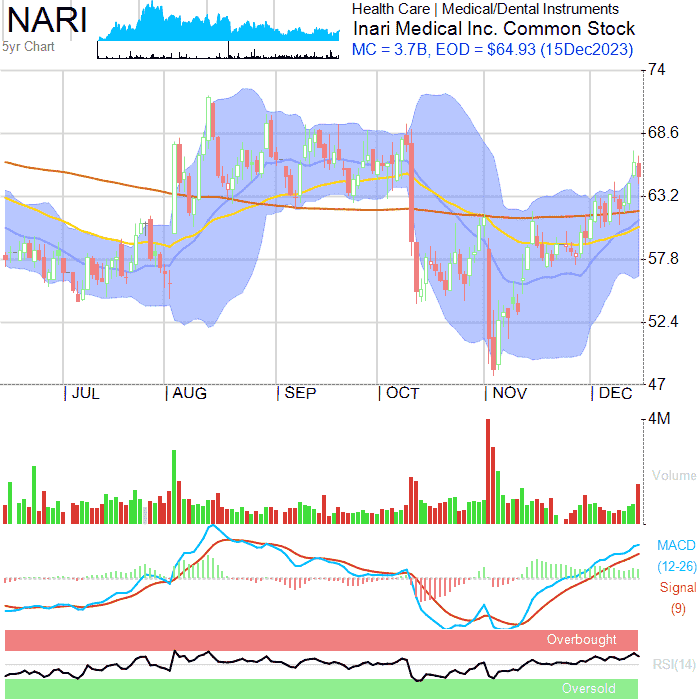 NARI
5yr Chart
Health Care | Medical/Dental Instruments
Inari Medical Inc. Common Stock
MC = 3.7B, EOD = $64.93 (15Dec2023)
74
68.6
63.2
57.8
52.4
47
| JUL | AUG | SEP | OCT | NOV | DEC
4M
Volume
MACD
(12-26)
Signal
(9)
Overbought
RSI(14)
Oversold